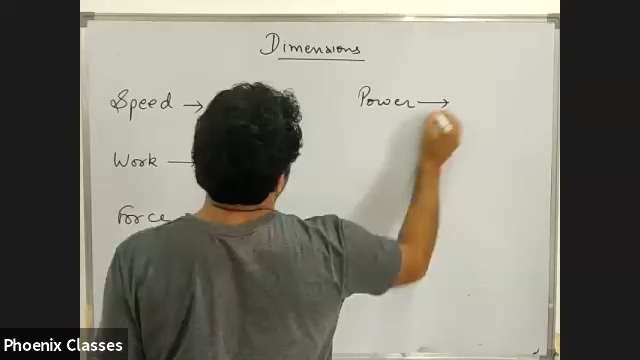 Dimensions
Speed →
Work →
Force
Power →
Phoenix Classes